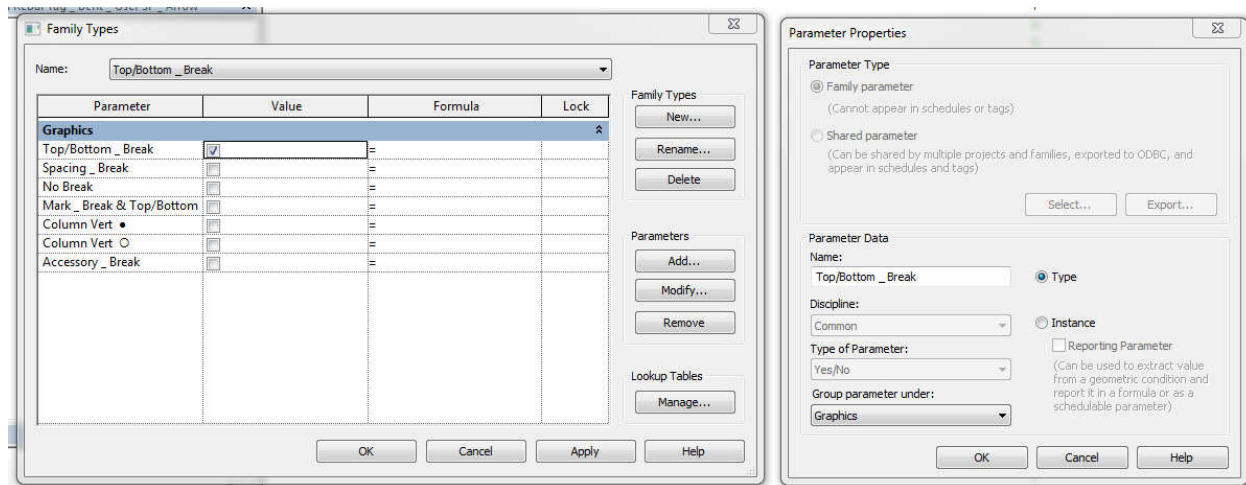 Rebar Tag _ Bent _ User SP _ Arrow
Family Types
Name:
Top/Bottom _ Break
Parameter Value Formula Lock
Graphics
Top/Bottom _ Break =
Spacing _ Break =
No Break =
Mark _ Break & Top/Bottom =
Column Vert ● =
Column Vert ○ =
Accessory _ Break =
Family Types
New...
Rename...
Delete
Parameters
Add...
Modify...
Remove
Lookup Tables
Manage...
OK Cancel Apply Help
Parameter Properties
Parameter Type
Family parameter
(Cannot appear in schedules or tags)
Shared parameter
(Can be shared by multiple projects and families, exported to ODBC, and
appear in schedules and tags)
Select... Export...
Parameter Data
Name:
Top/Bottom _ Break
Type
Discipline:
Common
Instance
Type of Parameter:
Yes/No
Reporting Parameter
(Can be used to extract value
from a geometric condition and
report it in a formula or as a
schedulable parameter)
Group parameter under:
Graphics
OK Cancel Help